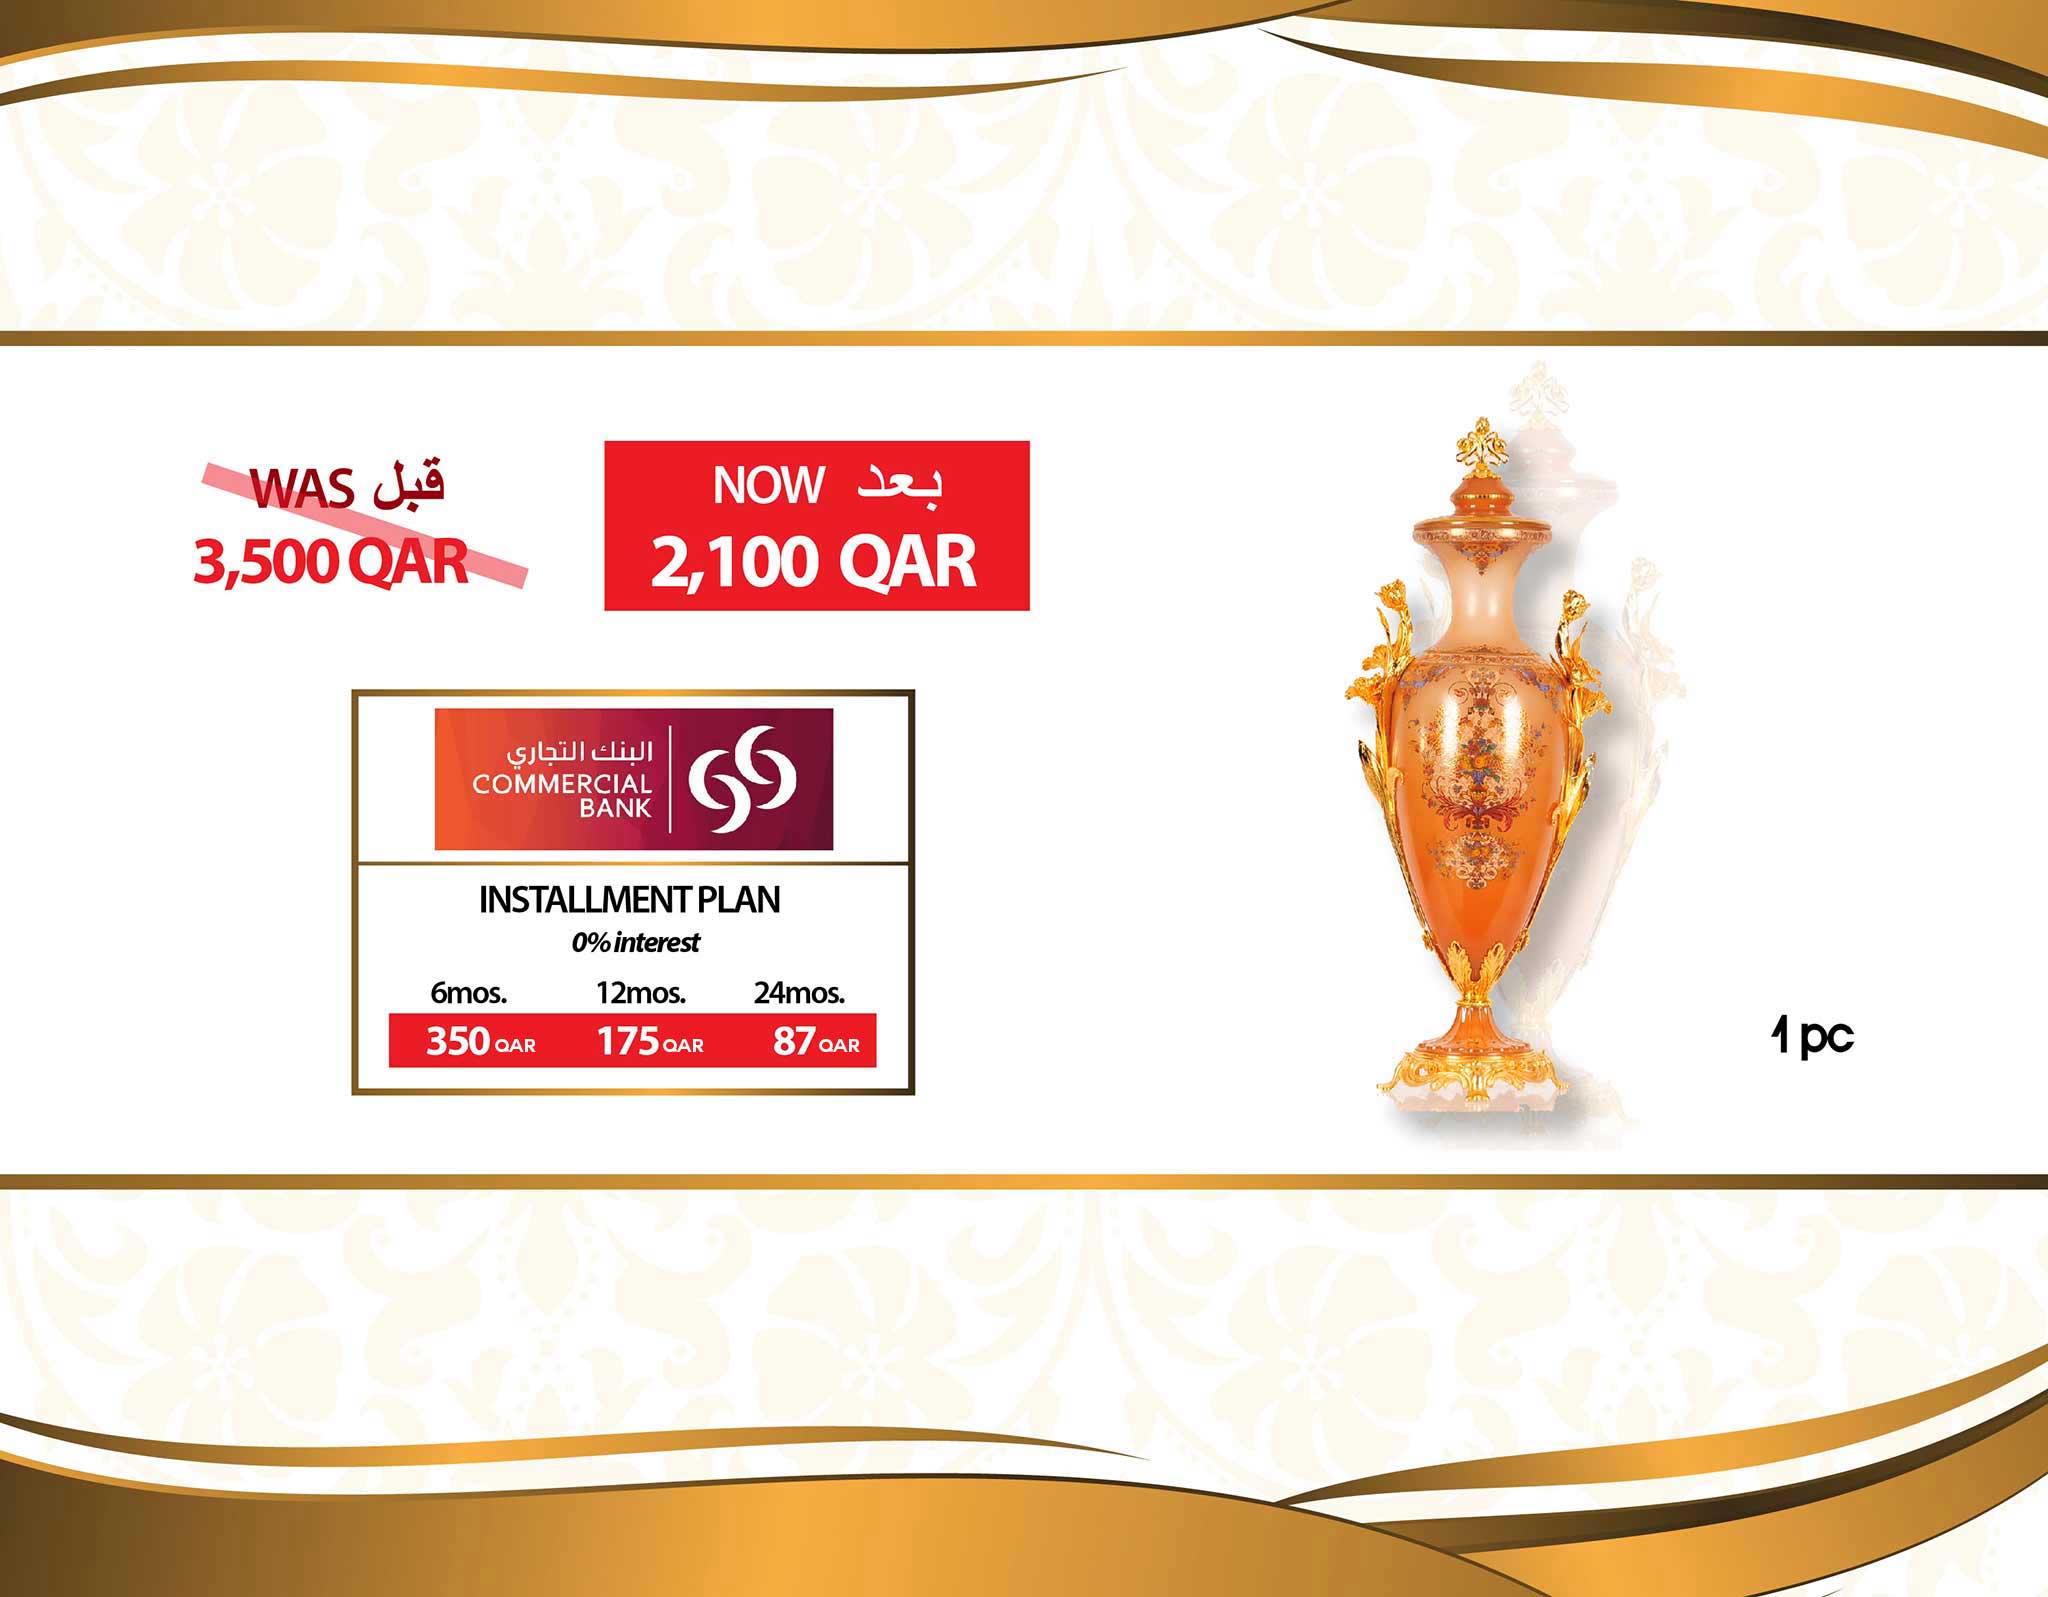 WAS قبل
3,500 QAR
NOW بعد
2,100 QAR
البنك التجاري
COMMERCIAL
BANK
INSTALLMENT PLAN
0% interest
6mos. 12mos. 24mos.
350 QAR 175 QAR 87 QAR
1 pc